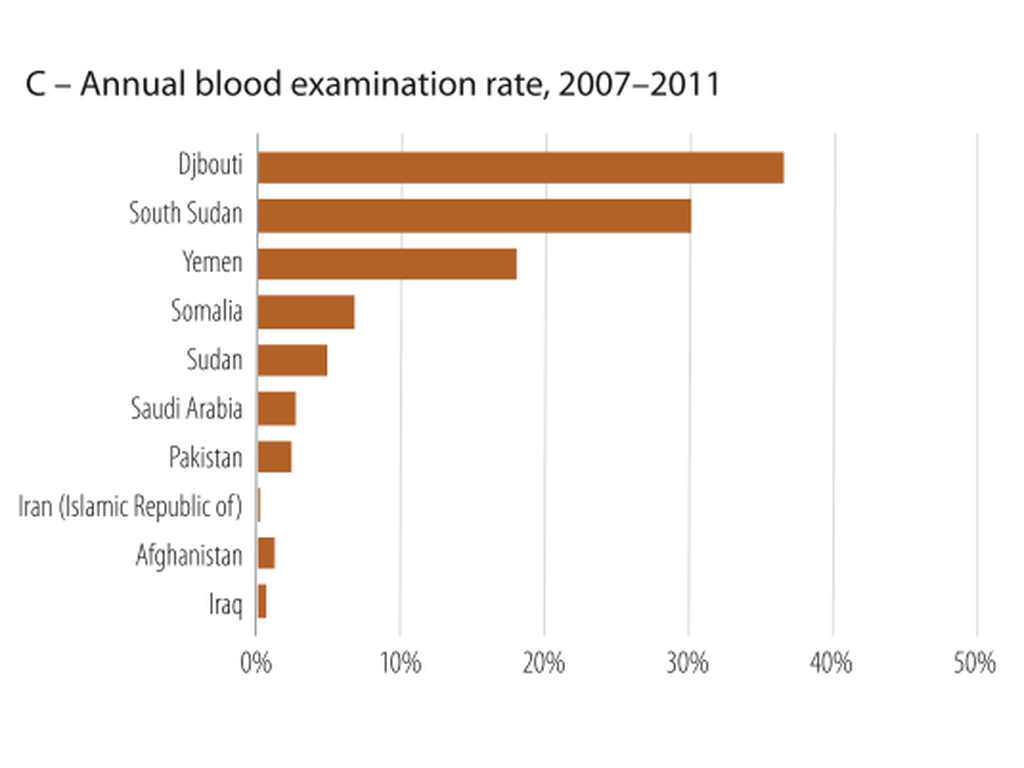 C – Annual blood examination rate, 2007–2011
Djbouti
South Sudan
Yemen
Somalia
Sudan
Saudi Arabia
Pakistan
Iran (Islamic Republic of)
Afghanistan
Iraq
0% 10% 20% 30% 40% 50%